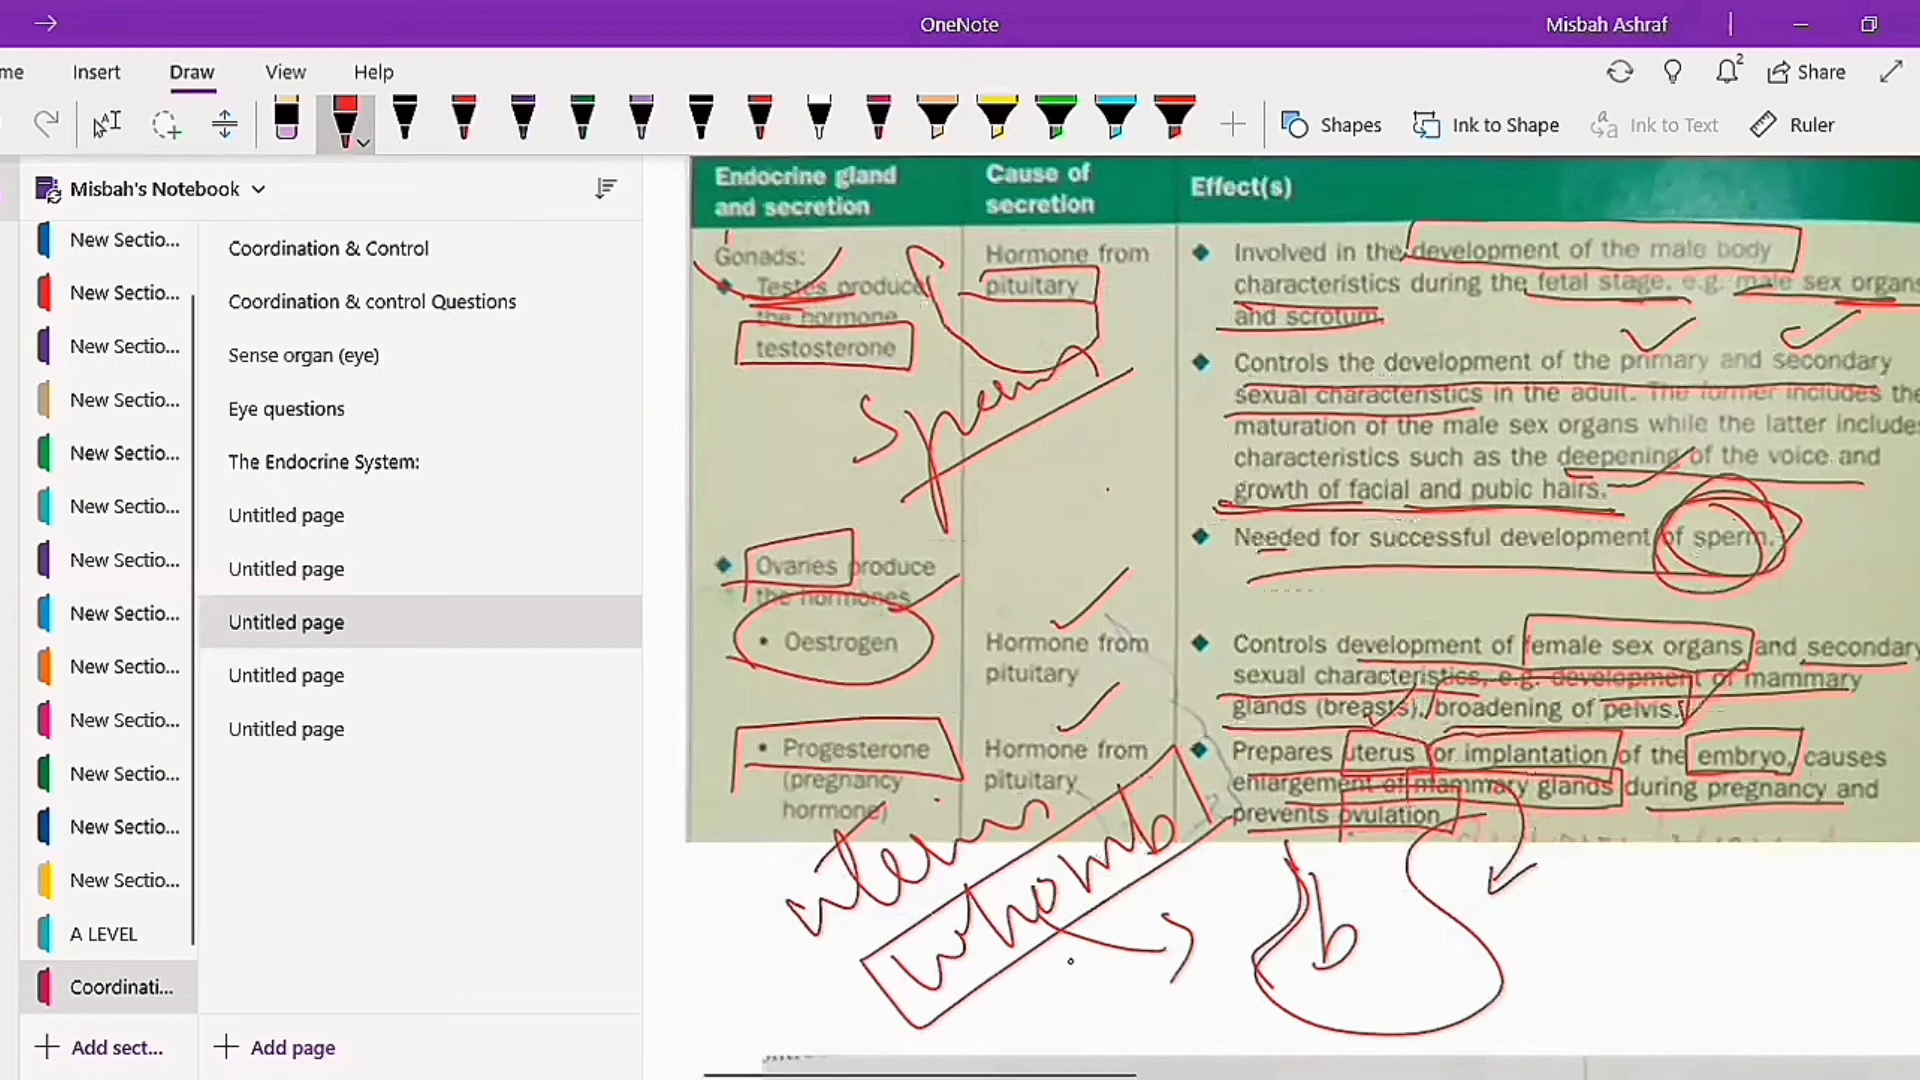 OneNote
Misbah Ashraf
me Insert Draw View Help
2
Share
Shapes Ink to Shape Ink to Text Ruler
Misbah's Notebook
New Sectio...
New Sectio...
New Sectio...
New Sectio...
New Sectio...
New Sectio...
New Sectio...
New Sectio...
New Sectio...
New Sectio...
New Sectio...
New Sectio...
New Sectio...
A LEVEL
Coordinati...
Add sect...
Coordination & Control
Coordination & control Questions
Sense organ (eye)
Eye questions
The Endocrine System:
Untitled page
Untitled page
Untitled page
Untitled page
Untitled page
Add page
Endocrine gland
and secretion
Cause of
secretion
Effect(s)
Gonads:
Testes produce
the hormone
testosterone
Hormone from
pituitary
Involved in the development of the male body
characteristics during the fetal stage. e.g. male sex organs
and scrotum.
Controls the development of the primary and secondary
sexual characteristics in the adult. The former includes the
maturation of the male sex organs while the latter includes
characteristics such as the deepening of the voice and
growth of facial and pubic hairs.
Needed for successful development of sperm.
sperm
Ovaries produce
the hormones
• Oestrogen
Hormone from
pituitary
Controls development of female sex organs and secondary
sexual characteristics, e.g. development of mammary
glands (breasts), broadening of pelvis.
• Progesterone
(pregnancy
hormone)
Hormone from
pituitary
Prepares uterus for implantation of the embryo, causes
enlargement of mammary glands during pregnancy and
prevents ovulation
uterus
whomb
b